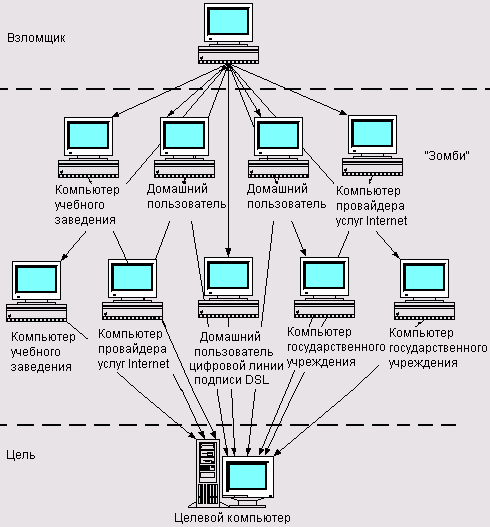 Взломщик
"Зомби"
Компьютер
учебного
заведения
Домашний
пользователь
Домашний
пользователь
Компьютер
провайдера
услуг Internet
Компьютер
учебного
заведения
Компьютер
провайдера
услуг Internet
Домашний
пользователь
цифровой линии
подписи DSL
Компьютер
государственного
учреждения
Компьютер
государственного
учреждения
Цель
Целевой компьютер